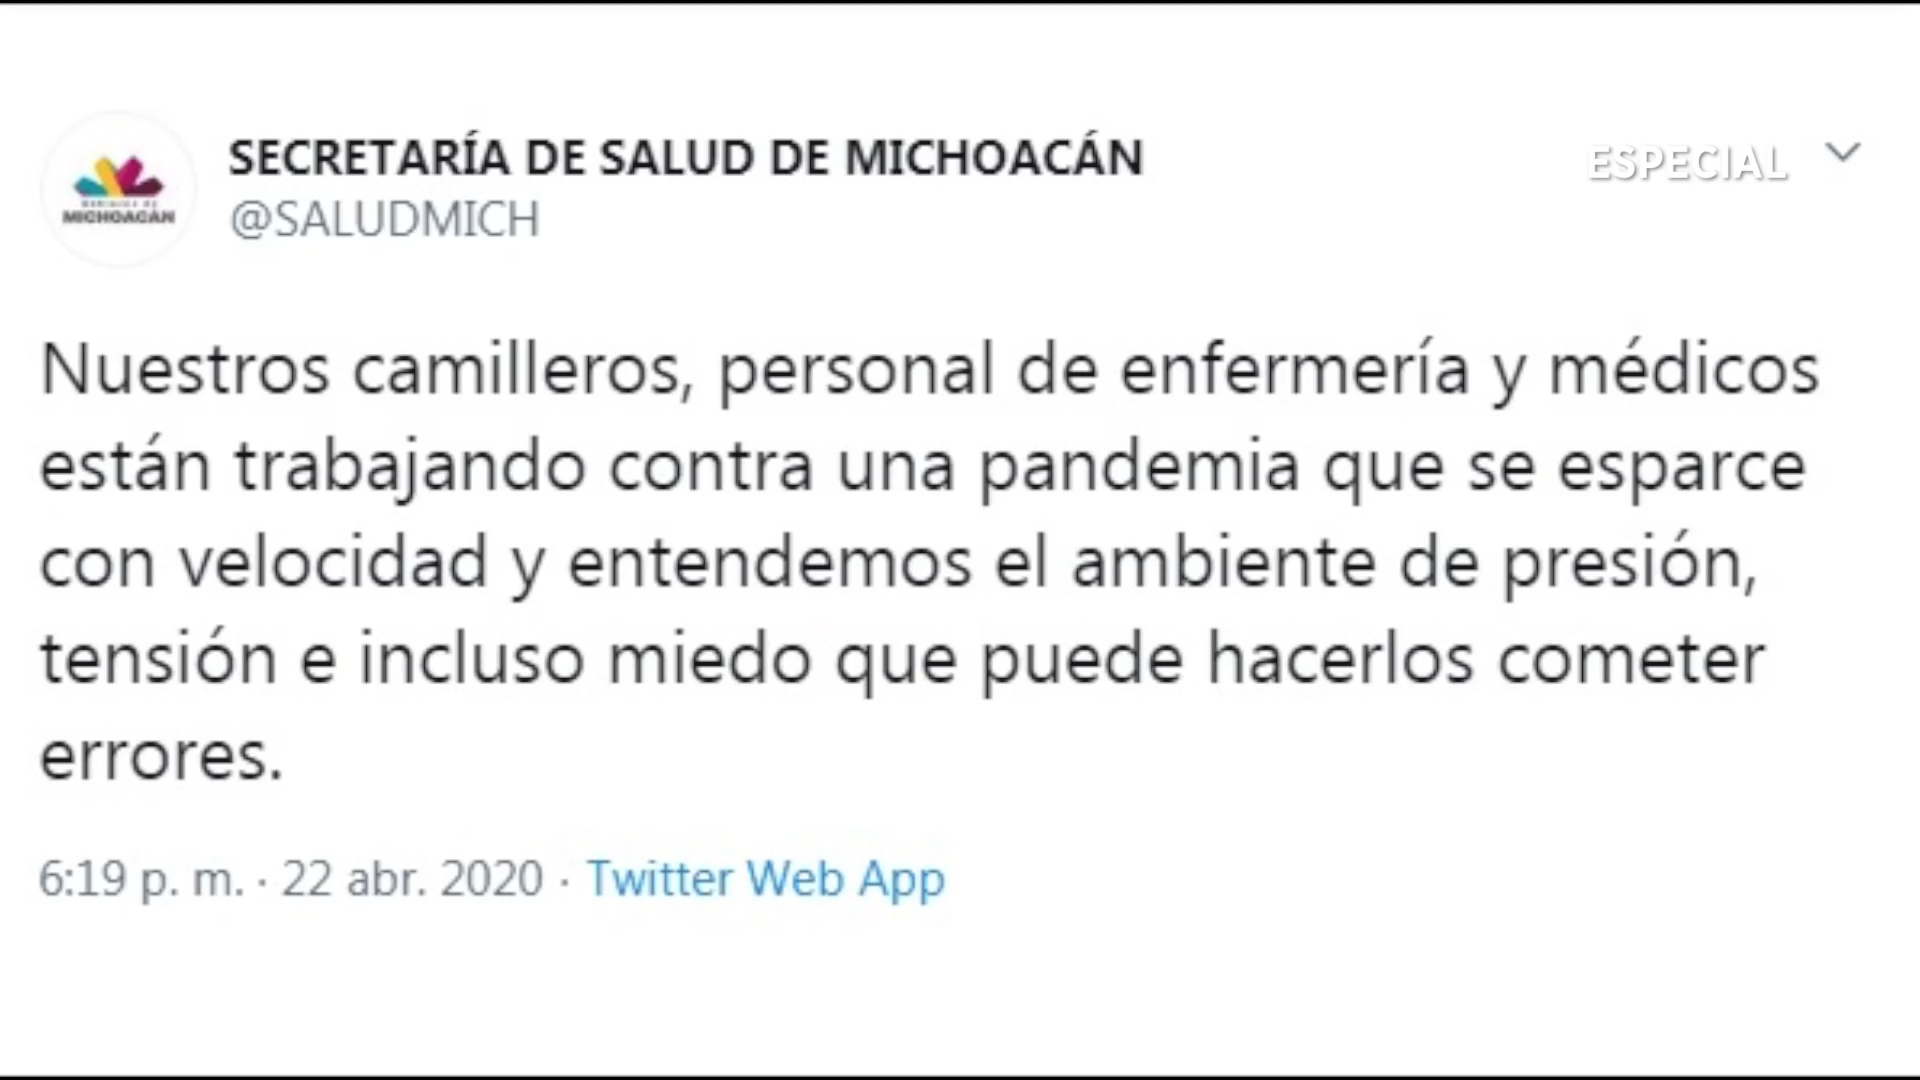 SECRETARÍA DE SALUD DE MICHOACÁN
ESPECIAL
@SALUDMICH
MICHOACÁN
Nuestros camilleros, personal de enfermería y médicos
están trabajando contra una pandemia que se esparce
con velocidad y entendemos el ambiente de presión,
tensión e incluso miedo que puede hacerlos cometer
errores.
6:19 p. m. · 22 abr. 2020 · Twitter Web App